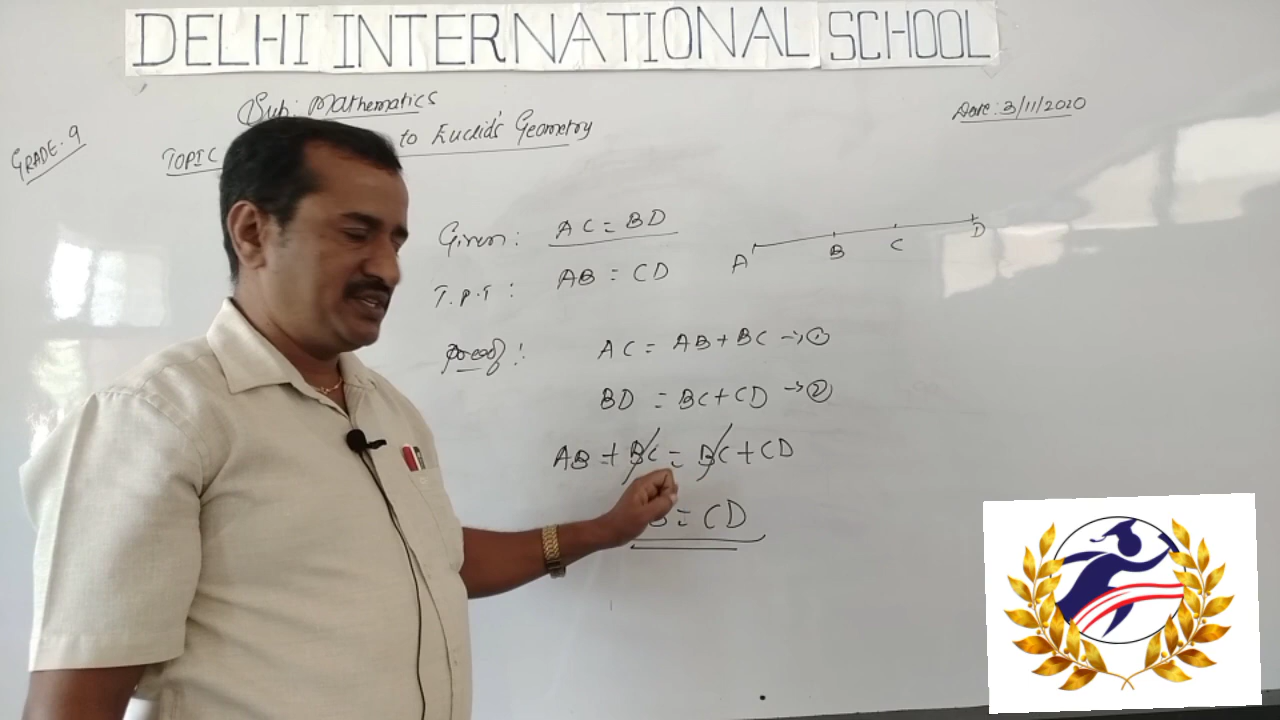 DELHI INTERNATIONAL SCHOOL
Sub: Mathematics
Date: 3/11/2020
GRADE-9
TOPIC to Euclid's Geometry
Given: AC = BD
A B C D
T.P.T: AB = CD
Proof: AC = AB + BC → ①
BD = BC + CD → ②
AB + BC = BC + CD
B = CD